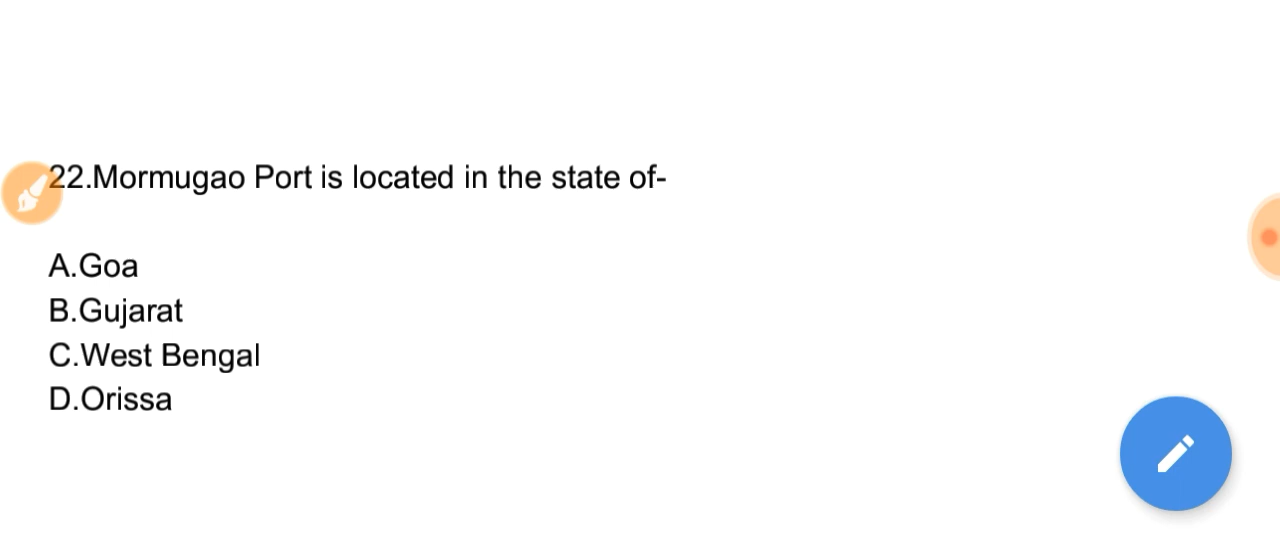 22.Mormugao Port is located in the state of-
A.Goa
B.Gujarat
C.West Bengal
D.Orissa